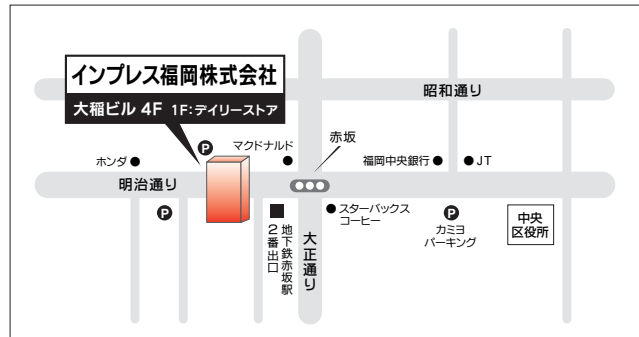 インプレス福岡株式会社
大稲ビル 4F 1F:デイリーストア
昭和通り
P
マクドナルド
赤坂
ホンダ
福岡中央銀行
JT
明治通り
P
地下鉄赤坂駅
2番出口
大正通り
スターバックス
コーヒー
P
カミヨ
パーキング
中央
区役所